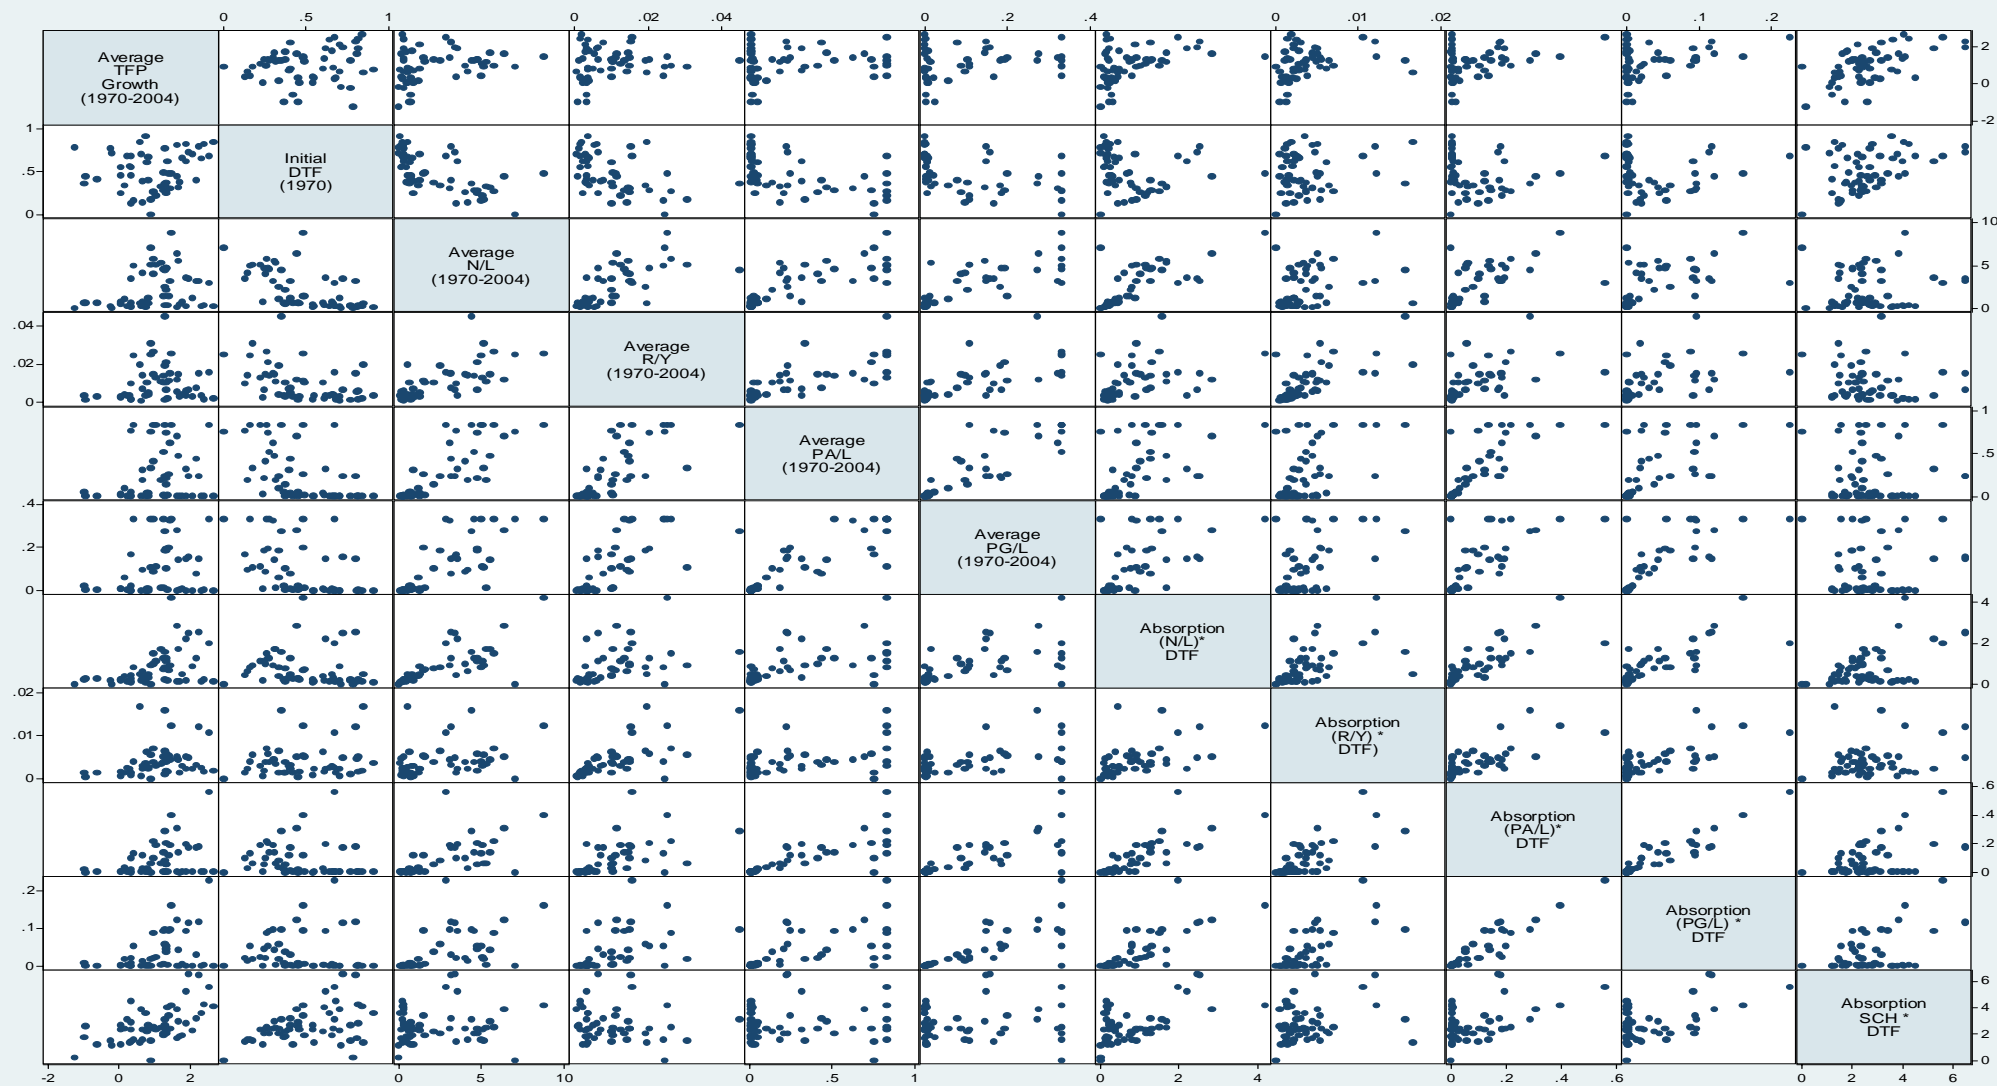 0 1 0 .02 .04 0 .2 .4 0 .01 .02 0 .1 .2
Average
TFP
Growth
(1970-2004)
2
0
-2
1
.5
0
Initial
DTF
(1970)
Average
N/L
(1970-2004)
10
5
0
.04
.02
0
Average
R/Y
(1970-2004)
Average
PA/L
(1970-2004)
1
.5
0
.4
.2
0
Average
PG/L
(1970-2004)
Absorption
(N/L)*
DTF
4
2
0
.02
.01
0
Absorption
(R/Y) *
DTF)
Absorption
(PA/L)*
DTF
.6
.4
.2
0
.2
.1
0
Absorption
(PG/L) *
DTF
Absorption
SCH *
DTF
6
4
2
0
-2 0 2 0 5 10 0 .5 1 0 2 4 0 .2 .4 .6 0 2 4 6